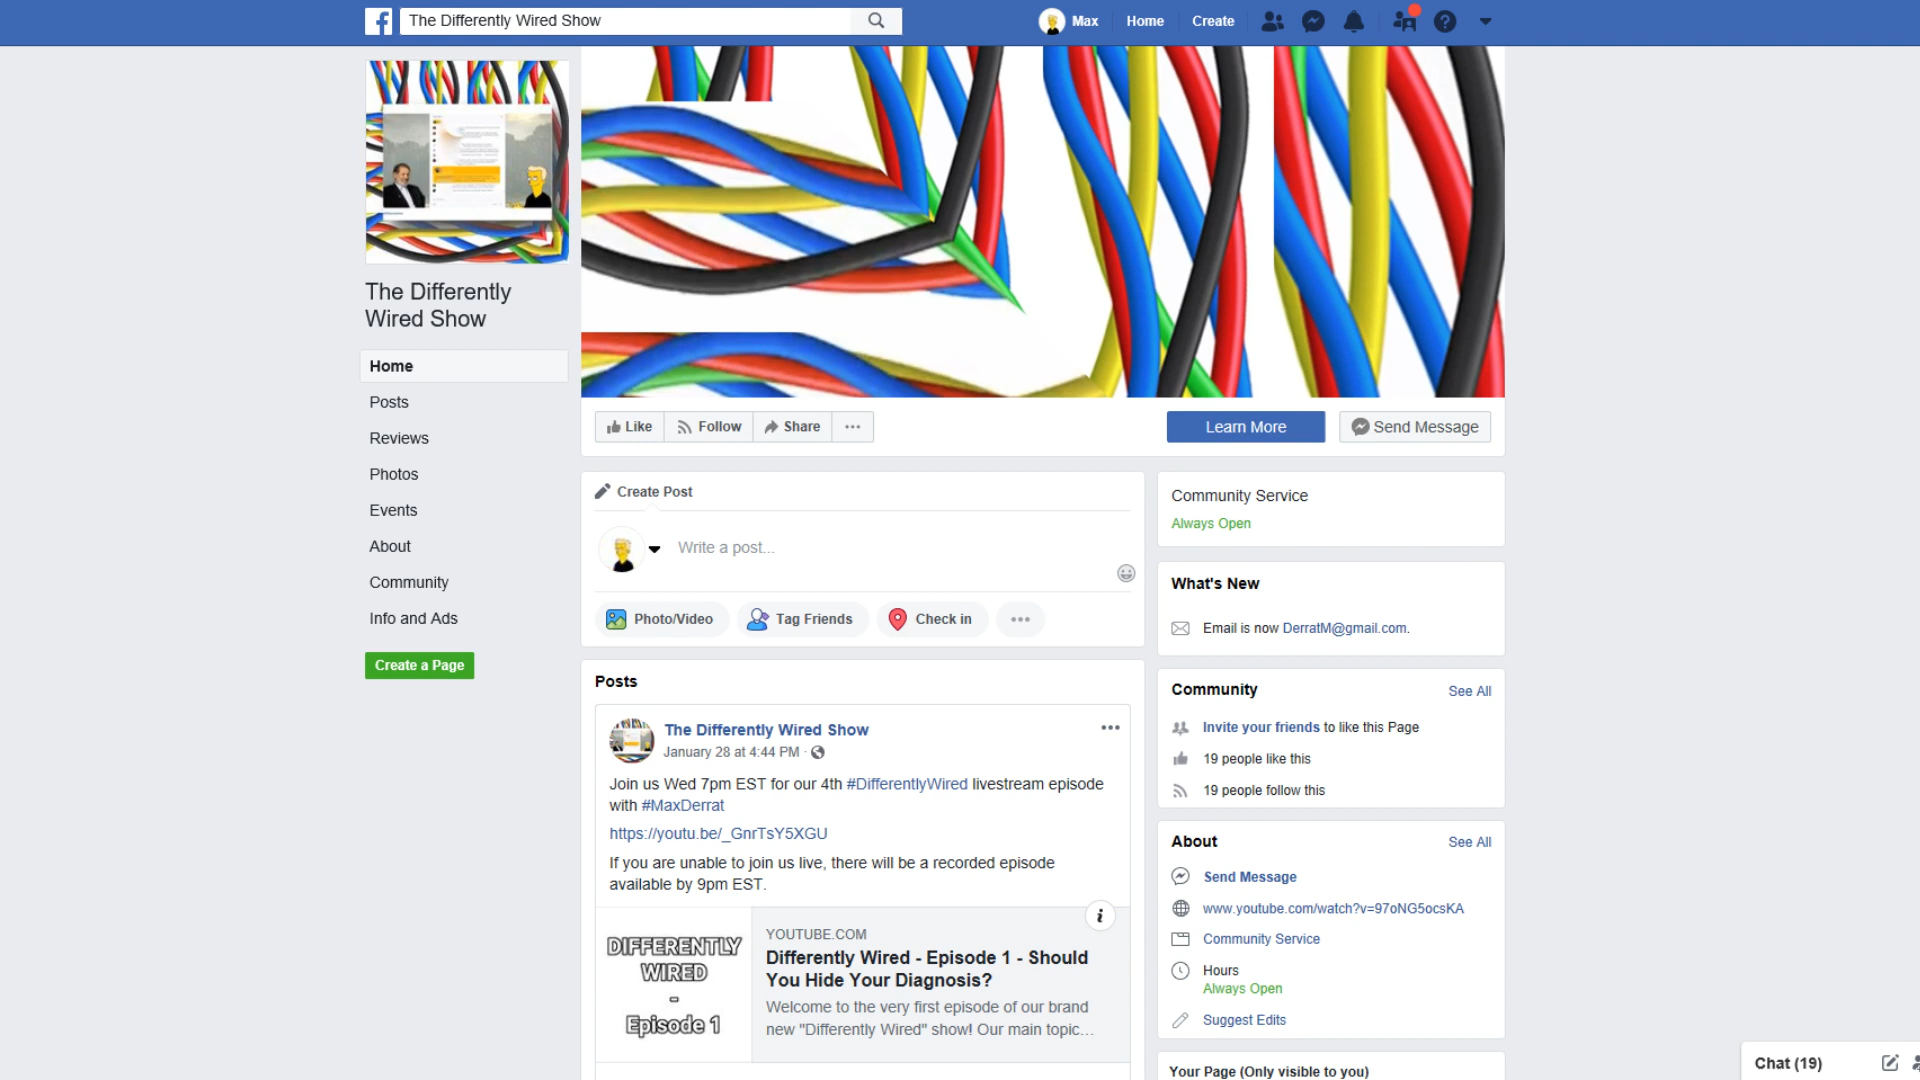 The Differently Wired Show
Max
Home
Create
The Differently
Wired Show
Home
Posts
Reviews
Photos
Events
About
Community
Info and Ads
Create a Page
Like
Follow
Share
Learn More
Send Message
Create Post
Write a post...
Photo/Video
Tag Friends
Check in
Posts
The Differently Wired Show
January 28 at 4:44 PM ·
Join us Wed 7pm EST for our 4th #DifferentlyWired livestream episode
with #MaxDerrat
https://youtu.be/_GnrTsY5XGU
If you are unable to join us live, there will be a recorded episode
available by 9pm EST.
DIFFERENTLY
WIRED
-
Episode 1
YOUTUBE.COM
Differently Wired - Episode 1 - Should
You Hide Your Diagnosis?
Welcome to the very first episode of our brand
new "Differently Wired" show! Our main topic...
Community Service
Always Open
What's New
Email is now DerratM@gmail.com.
Community
See All
Invite your friends to like this Page
19 people like this
19 people follow this
About
See All
Send Message
www.youtube.com/watch?v=97oNG5ocsKA
Community Service
Hours
Always Open
Suggest Edits
Your Page (Only visible to you)
Chat (19)